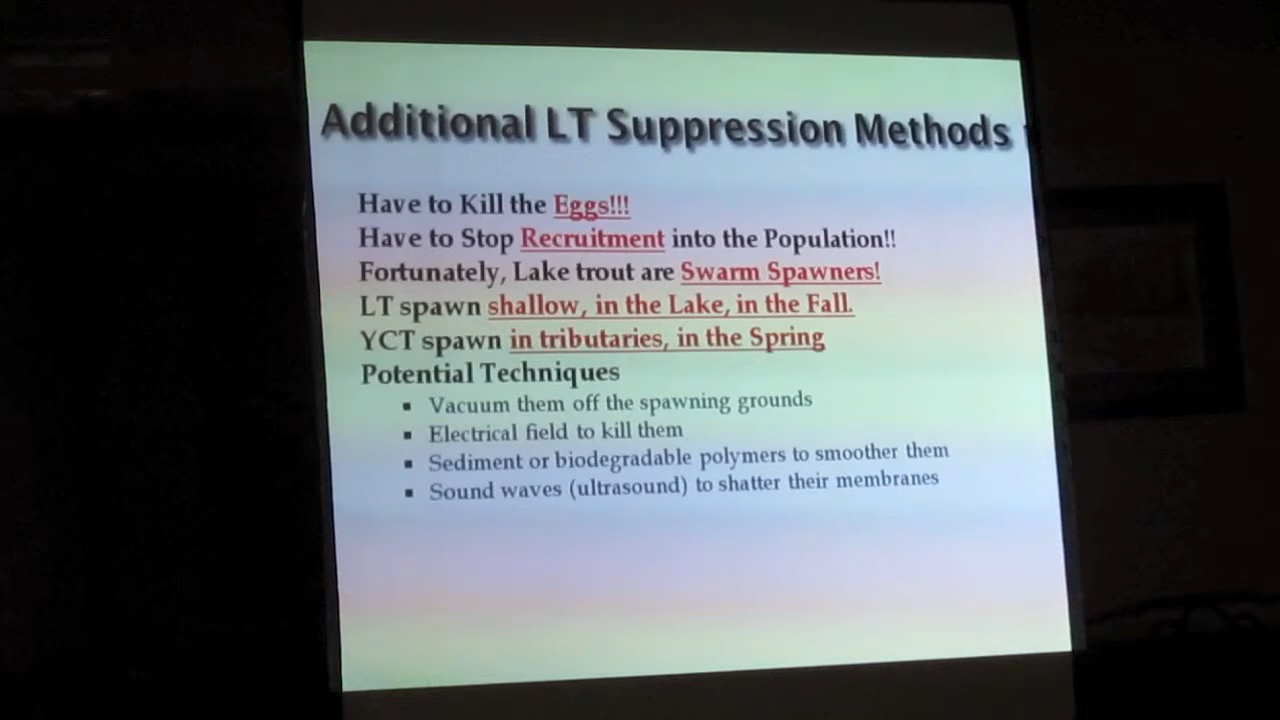 Additional LT Suppression Methods
Have to Kill the Eggs!!!
Have to Stop Recruitment into the Population!!
Fortunately, Lake trout are Swarm Spawners!
LT spawn shallow, in the Lake, in the Fall.
YCT spawn in tributaries, in the Spring
Potential Techniques
▪ Vacuum them off the spawning grounds
▪ Electrical field to kill them
▪ Sediment or biodegradable polymers to smoother them
▪ Sound waves (ultrasound) to shatter their membranes